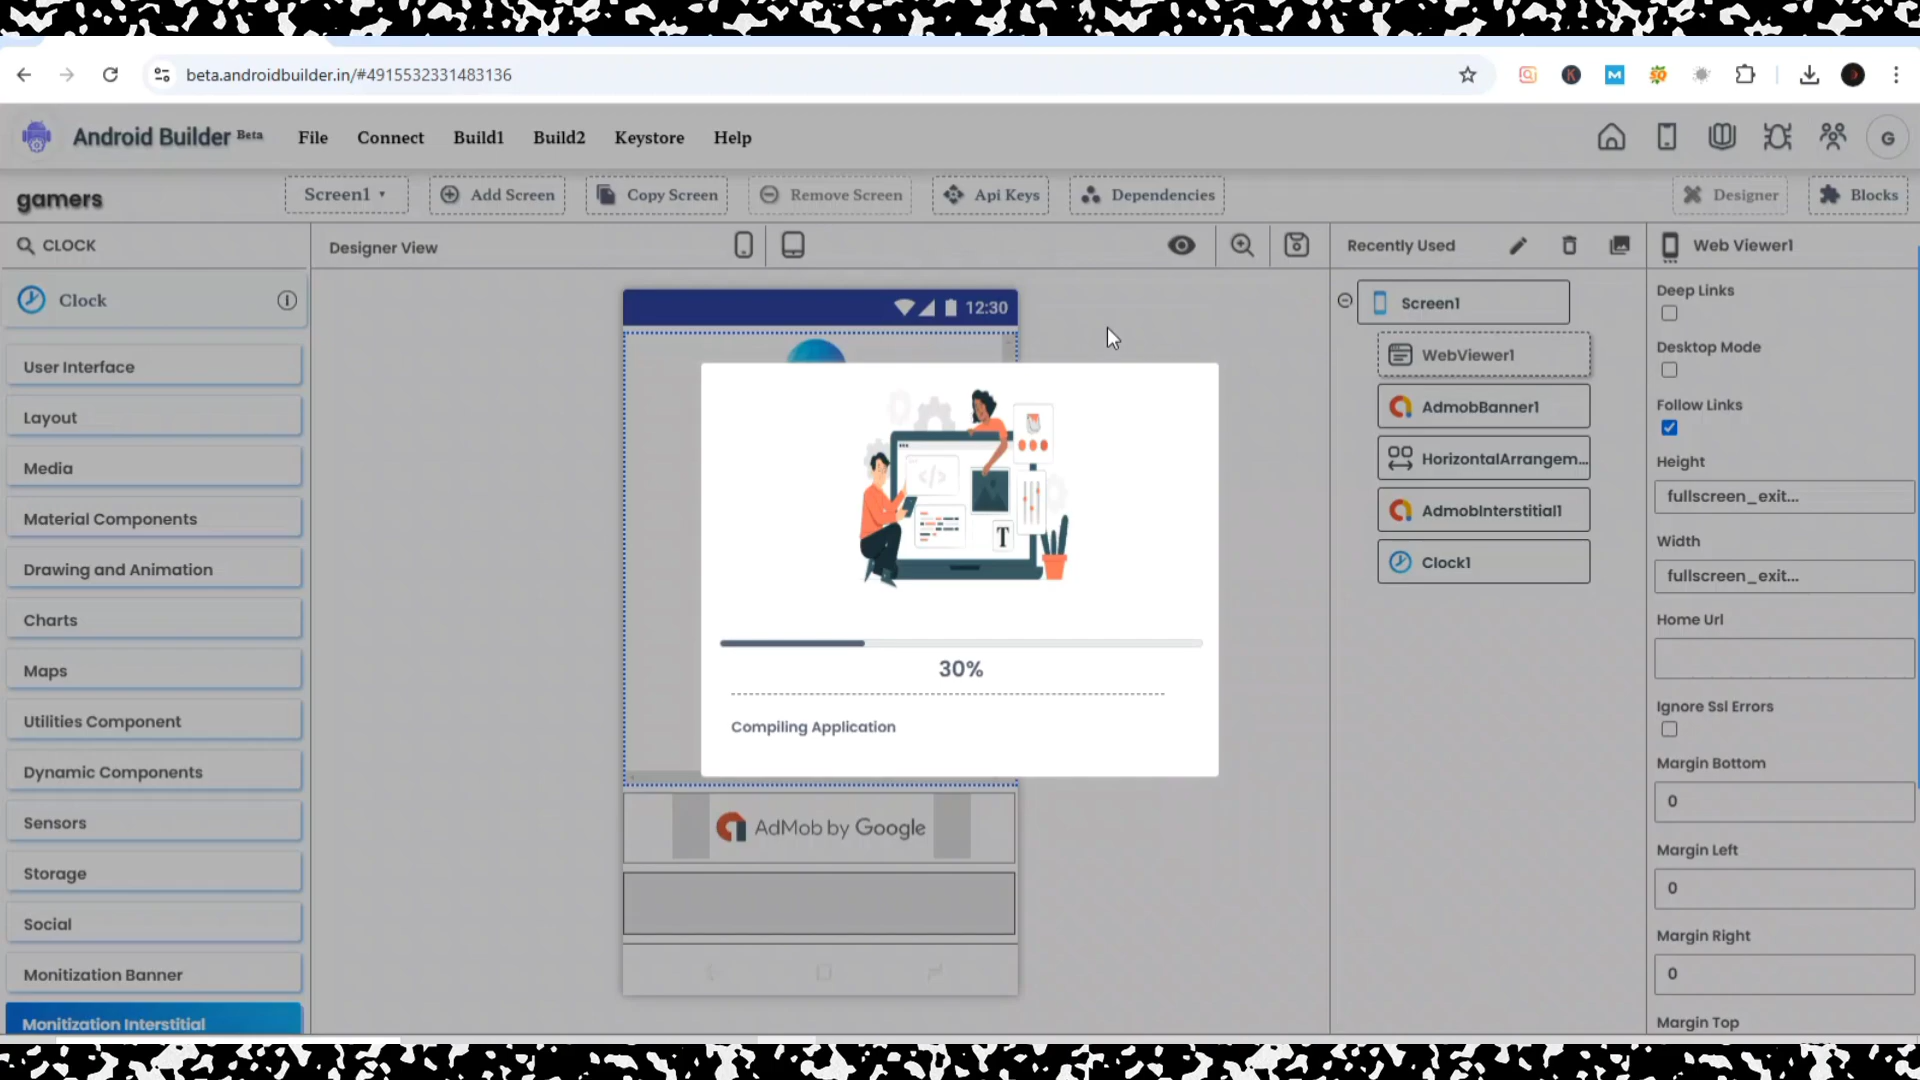 beta.androidbuilder.in/#4915532331483136
Android Builder Beta
File Connect Build1 Build2 Keystore Help
G
gamers
Screen1
Add Screen
Copy Screen
Remove Screen
Api Keys
Dependencies
Designer
Blocks
CLOCK
Clock
User Interface
Layout
Media
Material Components
Drawing and Animation
Charts
Maps
Utilities Component
Dynamic Components
Sensors
Storage
Social
Monitization Banner
Monitization Interstitial
Designer View
12:30
T
30%
Compiling Application
AdMob by Google
Recently Used
Screen1
WebViewer1
AdmobBanner1
HorizontalArrangem...
AdmobInterstitial1
Clock1
Web Viewer1
Deep Links
Desktop Mode
Follow Links
Height
fullscreen_exit...
Width
fullscreen_exit...
Home Url
Ignore Ssl Errors
Margin Bottom
0
Margin Left
0
Margin Right
0
Margin Top